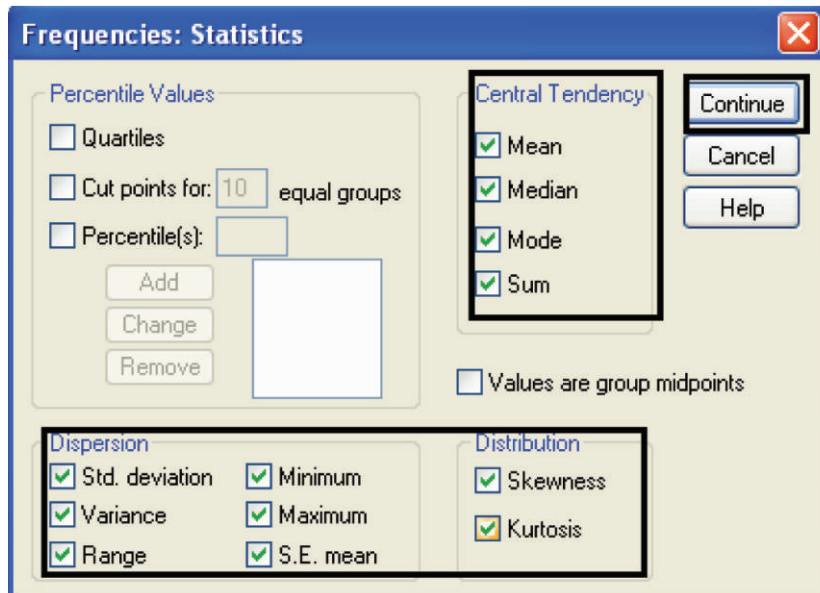 Frequencies: Statistics
Percentile Values
Quartiles
Cut points for: 10 equal groups
Percentile(s):
Add
Change
Remove
Central Tendency
Mean
Median
Mode
Sum
Continue
Cancel
Help
Values are group midpoints
Dispersion
Std. deviation
Minimum
Variance
Maximum
Range
S.E. mean
Distribution
Skewness
Kurtosis